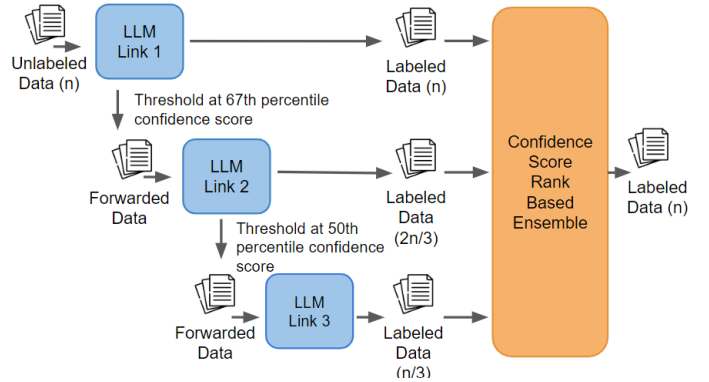 LLM
Link 1
Unlabeled
Data (n)
Labeled
Data (n)
Threshold at 67th percentile
confidence score
LLM
Link 2
Forwarded
Data
Labeled
Data
(2n/3)
Threshold at 50th
percentile confidence
score
LLM
Link 3
Forwarded
Data
Labeled
Data
(n/3)
Confidence
Score
Rank
Based
Ensemble
Labeled
Data (n)